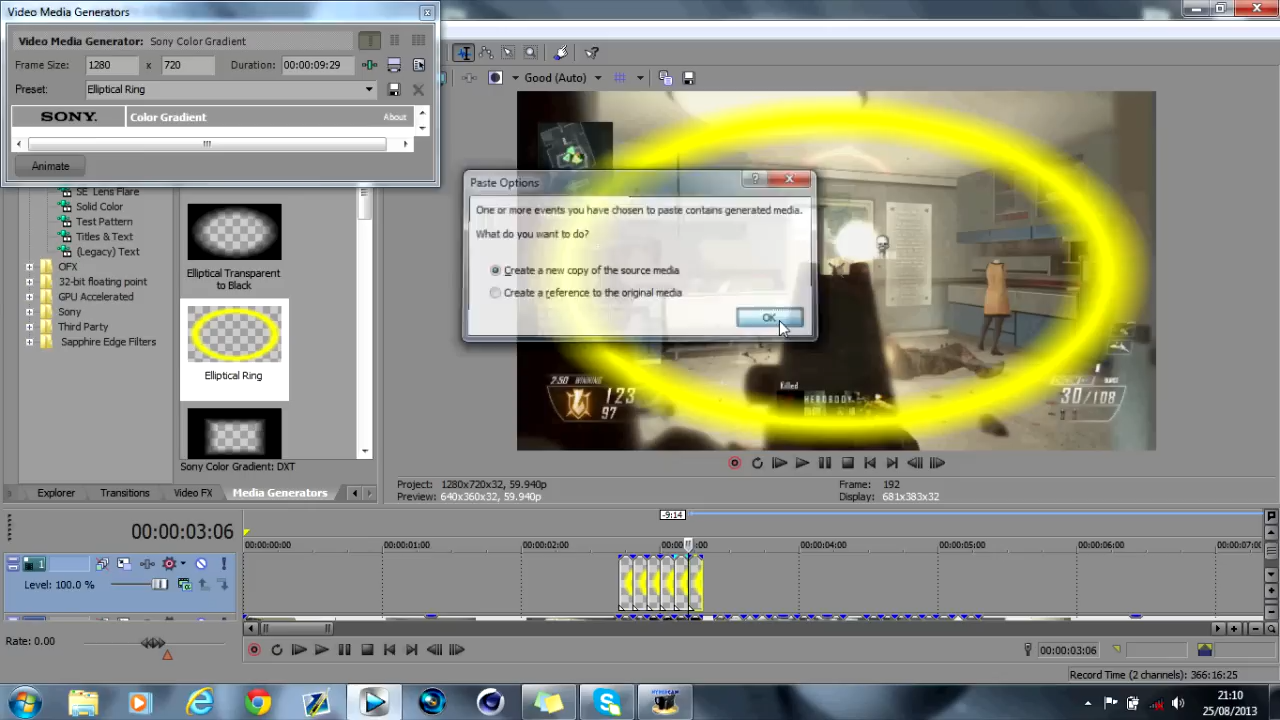 Video Media Generators
Video Media Generator: Sony Color Gradient
Frame Size: 1280 x 720 Duration: 00:00:09:29
Preset: Elliptical Ring
SONY. Color Gradient About
Animate
Good (Auto)
SE Lens Flare
Solid Color
Test Pattern
Titles & Text
(Legacy) Text
OFX
32-bit floating point
GPU Accelerated
Sony
Third Party
Sapphire Edge Filters
Elliptical Transparent
to Black
Elliptical Ring
Sony Color Gradient: DXT
Paste Options
One or more events you have chosen to paste contains generated media.
What do you want to do?
Create a new copy of the source media
Create a reference to the original media
OK
2:50 WINNING
123
97
Killed
30/108
Explorer Transitions Video FX Media Generators
Project: 1280x720x32, 59.940p
Preview: 640x360x32, 59.940p
Frame: 192
Display: 681x383x32
-9:14
00:00:03:06
00:00:00:00 00:00:01:00 00:00:02:00 00:00:04:00 00:00:05:00 00:00:06:00 00:00:07:0
1
Level: 100.0 %
Rate: 0.00
00:00:03:06
Record Time (2 channels): 366:16:25
21:10
25/08/2013